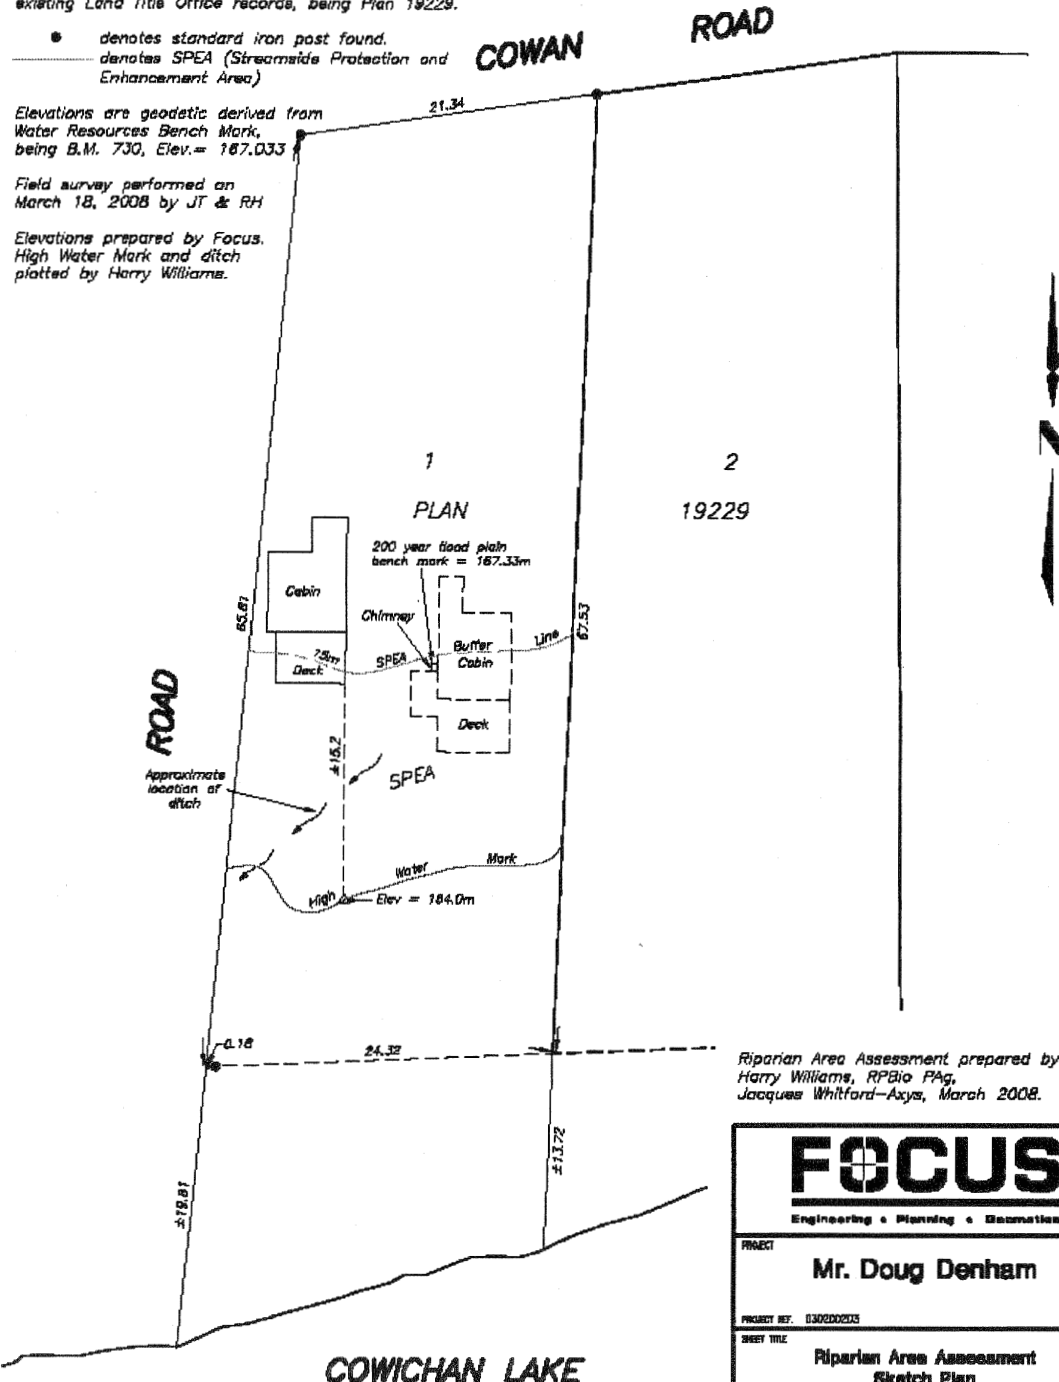 existing Land Title Office records, being Plan 19229.
denotes standard iron post found.
denotes SPEA (Streamside Protection and
Enhancement Area)
Elevations are geodetic derived from
Water Resources Bench Mark,
being B.M. 730, Elev.= 167.033
Field survey performed on
March 18, 2008 by JT & RH
Elevations prepared by Focus.
High Water Mark and ditch
plotted by Harry Williams.
COWAN ROAD
21.34
N
1
2
PLAN
19229
200 year flood plain
bench mark = 167.33m
Cabin
Chimney
65.81
67.53
SPEA Buffer Line
Cabin
Deck
Deck
ROAD
±15.2
SPEA
Approximate
location of
ditch
High Water Mark
Elev = 164.0m
0.18
24.32
±13.72
±19.81
Riparian Area Assessment prepared by
Harry Williams, RPBio PAg,
Jacques Whitford-Axys, March 2008.
FOCUS
Engineering • Planning • Geomatics
PROJECT
Mr. Doug Denham
PROJECT REF. 030200203
SHEET TITLE
Riparian Area Assessment
Sketch Plan
COWICHAN LAKE